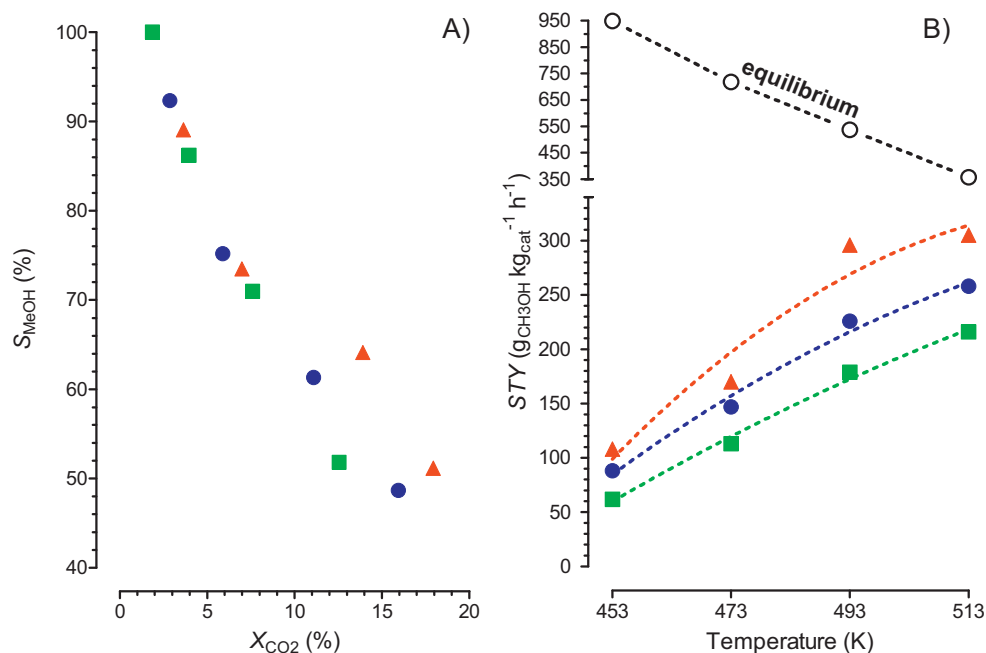 A)
100
90
80
70
60
50
40
S_MeOH (%)
0 5 10 15 20
X_CO2 (%)
B)
950
850
750
650
550
450
350
300
250
200
150
100
50
0
STY (g_CH3OH kg_cat^-1 h^-1)
equilibrium
453 473 493 513
Temperature (K)